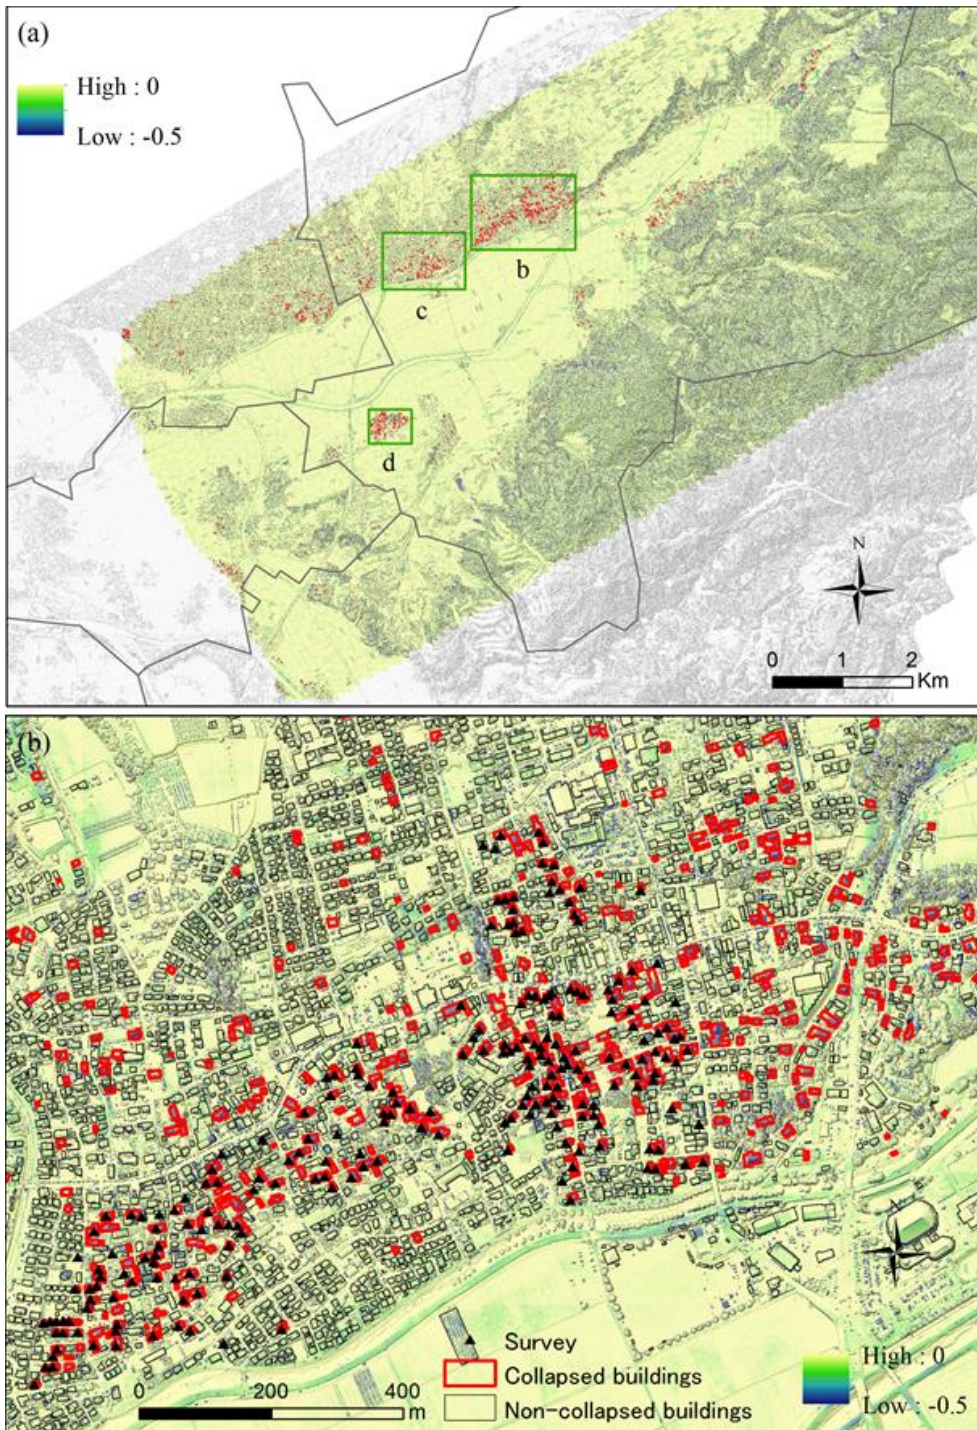 (a)
High : 0
Low : -0.5
b
c
d
N
0 1 2
Km
(b)
Survey
Collapsed buildings
Non-collapsed buildings
0 200 400
m
High : 0
Low : -0.5